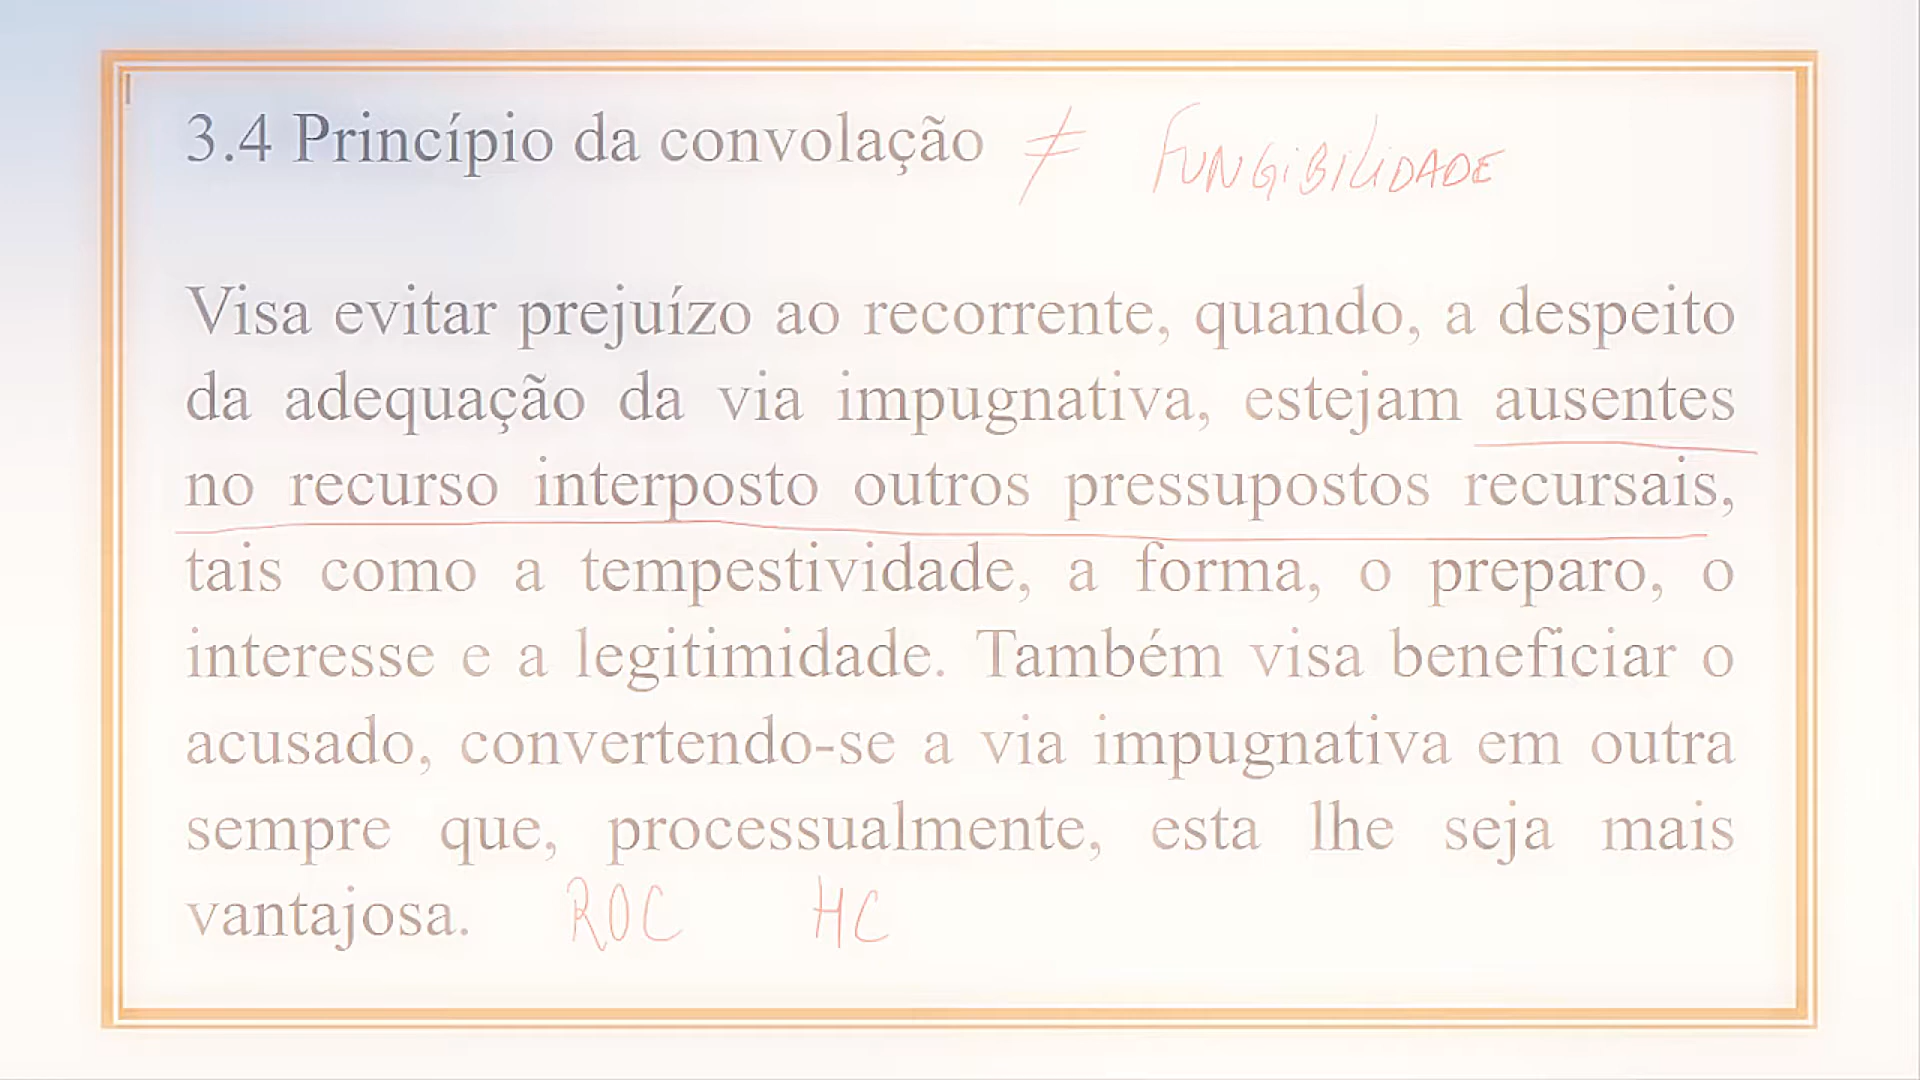 3.4 Princípio da convolação ≠ FUNGIBILIDADE
Visa evitar prejuízo ao recorrente, quando, a despeito
da adequação da via impugnativa, estejam ausentes
no recurso interposto outros pressupostos recursais,
tais como a tempestividade, a forma, o preparo, o
interesse e a legitimidade. Também visa beneficiar o
acusado, convertendo-se a via impugnativa em outra
sempre que, processualmente, esta lhe seja mais
vantajosa. ROC HC